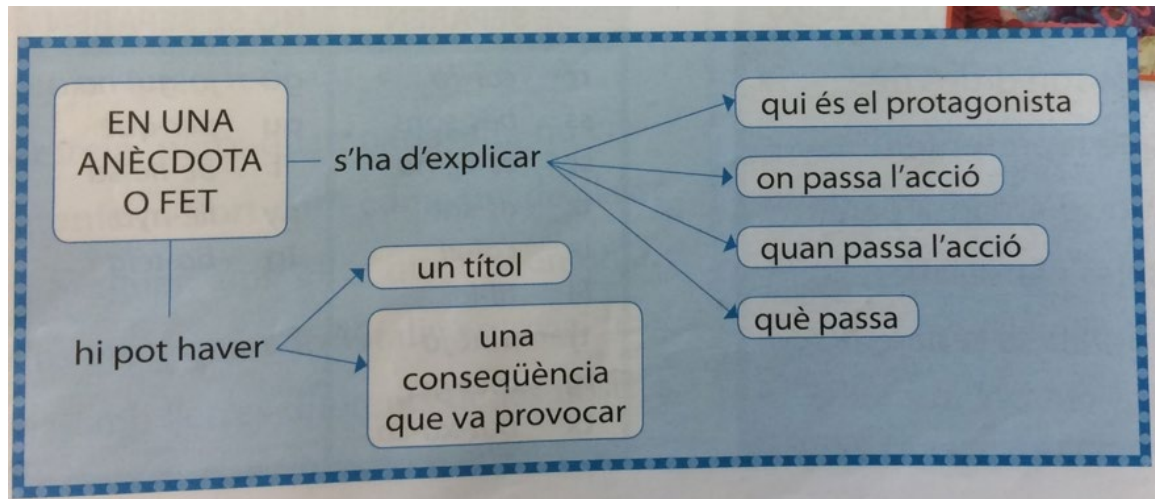 EN UNA
ANÈCDOTA
O FET
s'ha d'explicar
qui és el protagonista
on passa l'acció
quan passa l'acció
què passa
hi pot haver
un títol
una
conseqüència
que va provocar